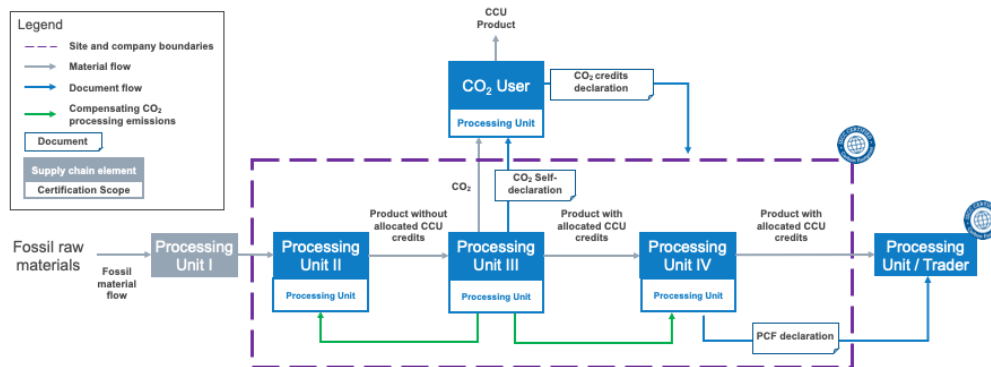 Legend
Site and company boundaries
Material flow
Document flow
Compensating CO₂
processing emissions
Document
Supply chain element
Certification Scope
CCU
Product
CO₂ User
Processing Unit
CO₂ credits
declaration
CO₂
CO₂ Self-
declaration
Fossil raw
materials
Fossil
material flow
Processing
Unit I
Processing
Unit II
Processing Unit
Product without
allocated CCU
credits
Processing
Unit III
Processing Unit
Product with
allocated CCU
credits
Processing
Unit IV
Processing Unit
Product with
allocated CCU
credits
Processing
Unit / Trader
PCF declaration